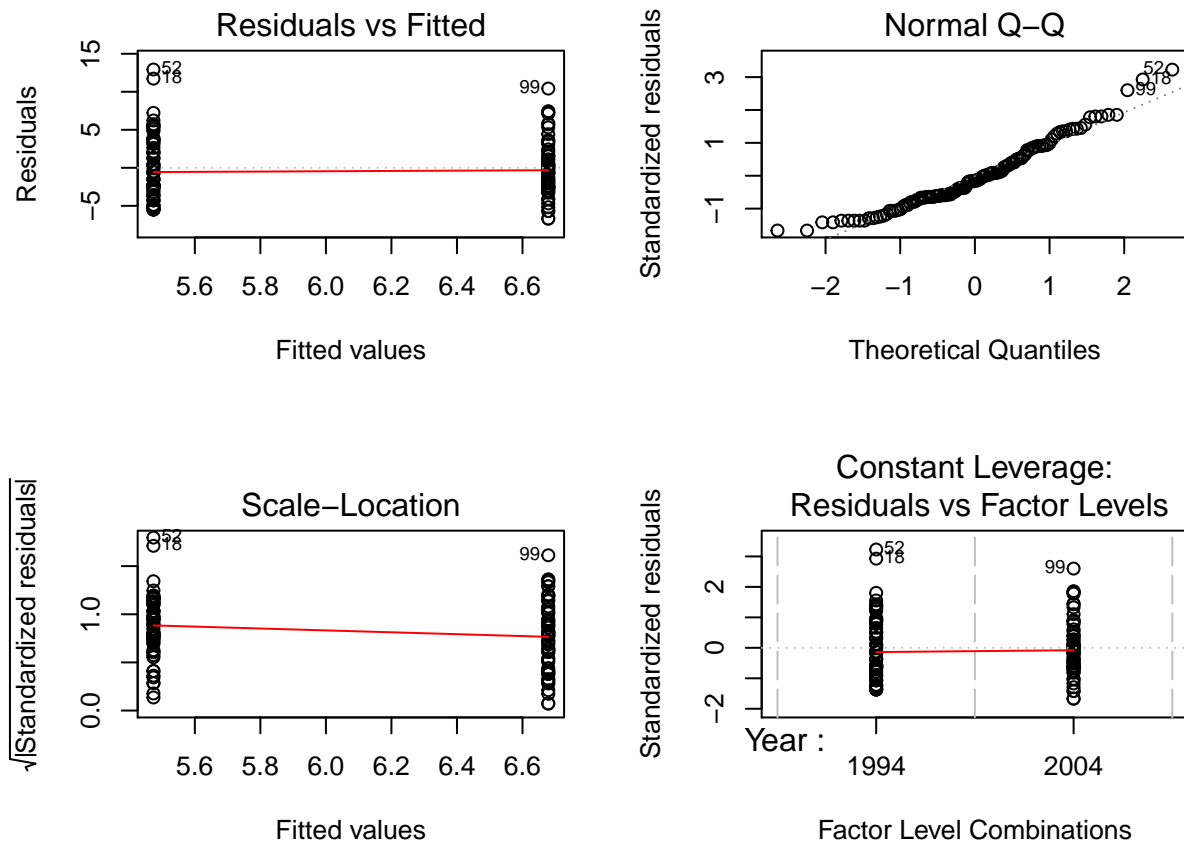 Residuals vs Fitted
Residuals
15
5
−5
52
18
99
5.6 5.8 6.0 6.2 6.4 6.6
Fitted values
Normal Q−Q
Standardized residuals
3
1
−1
52
18
99
−2 −1 0 1 2
Theoretical Quantiles
Scale−Location
√|Standardized residuals|
1.0
0.0
52
18
99
5.6 5.8 6.0 6.2 6.4 6.6
Fitted values
Constant Leverage:
Residuals vs Factor Levels
Standardized residuals
2
0
−2
52
18
99
Year :
1994 2004
Factor Level Combinations